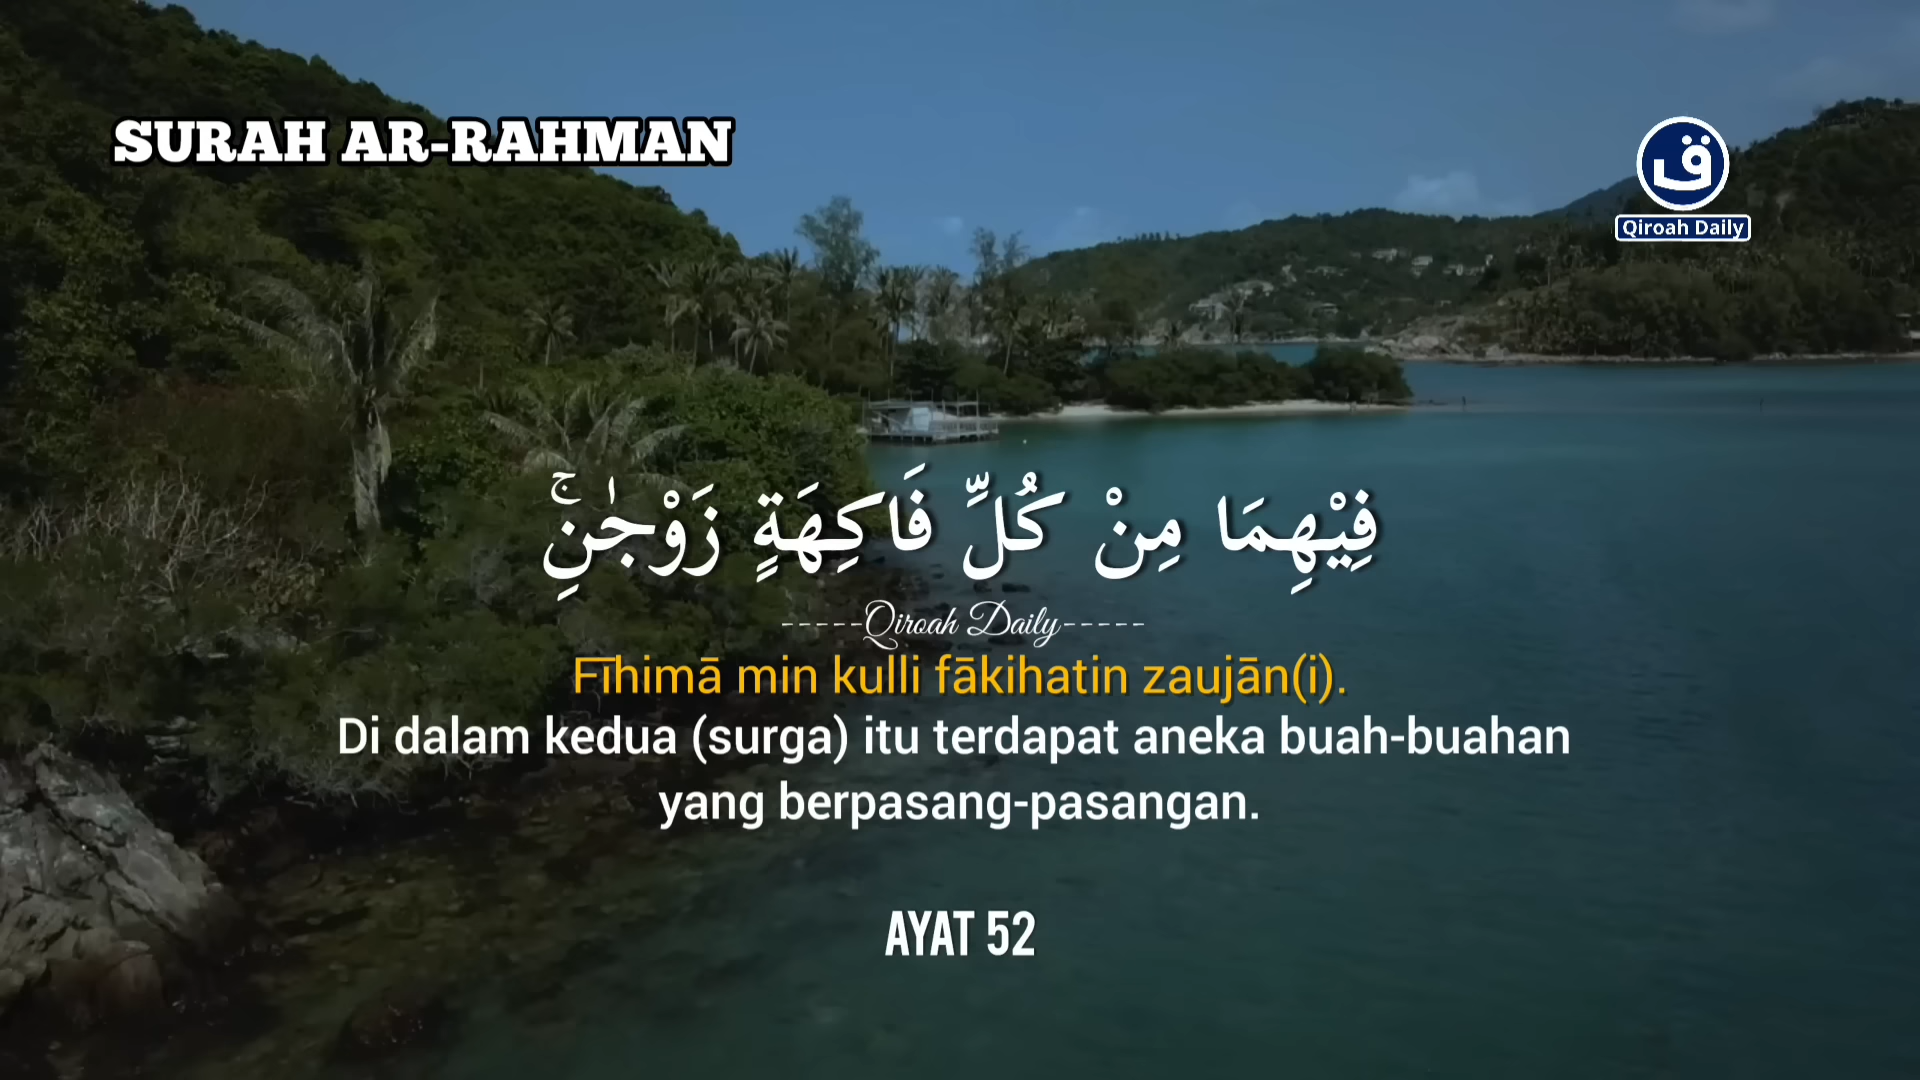 SURAH AR-RAHMAN
ق
Qiroah Daily
فِيْهِمَا مِنْ كُلِّ فَاكِهَةٍ زَوْجٰنِۚ
-----Qiroah Daily-----
Fīhimā min kulli fākihatin zaujān(i).
Di dalam kedua (surga) itu terdapat aneka buah-buahan
yang berpasang-pasangan.
AYAT 52